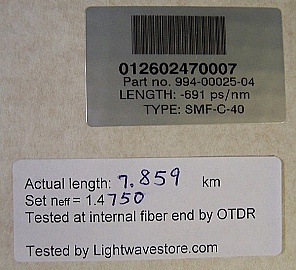 012602470007
Part no. 994-00025-04
LENGTH: -691 ps/nm
TYPE: SMF-C-40
Actual length: 7.859 km
Set neff = 1.4750
Tested at internal fiber end by OTDR
Tested by Lightwavestore.com